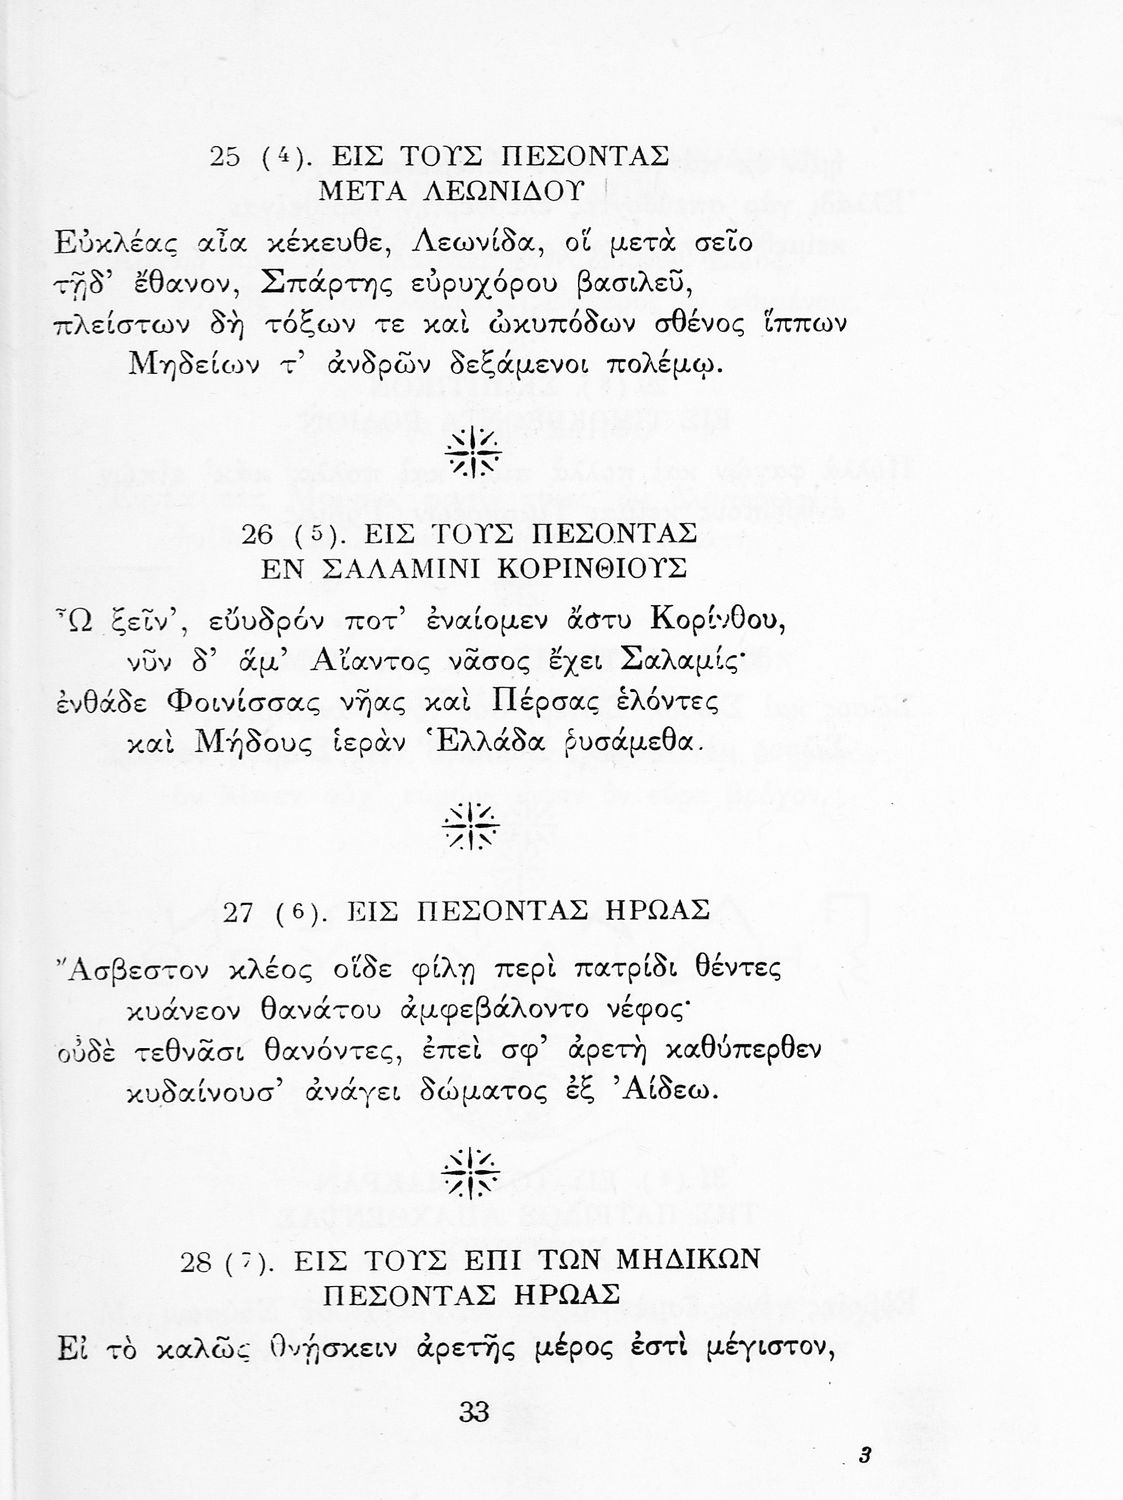 25 (4). ΕΙΣ ΤΟΥΣ ΠΕΣΟΝΤΑΣ
ΜΕΤΑ ΛΕΩΝΙΔΟΥ
Εὐκλέας αἶα κέκευθε, Λεωνίδα, οἵ μετὰ σεῖο
τῇδ’ ἔθανον, Σπάρτης εὐρυχόρου βασιλεῦ,
πλείστων δὴ τόξων τε καὶ ὠκυπόδων σθένος ἵππων
Μηδείων τ’ ἀνδρῶν δεξάμενοι πολέμῳ.
26 (5). ΕΙΣ ΤΟΥΣ ΠΕΣΟΝΤΑΣ
ΕΝ ΣΑΛΑΜΙΝΙ ΚΟΡΙΝΘΙΟΥΣ
Ὦ ξεῖν’, εὔυδρόν ποτ’ ἐναίομεν ἄστυ Κορίνθου,
νῦν δ’ ἅμ’ Αἴαντος νᾶσος ἔχει Σαλαμίς·
ἐνθάδε Φοινίσσας νῆας καὶ Πέρσας ἑλόντες
καὶ Μήδους ἱερὰν Ἑλλάδα ῥυσάμεθα.
27 (6). ΕΙΣ ΠΕΣΟΝΤΑΣ ΗΡΩΑΣ
Ἄσβεστον κλέος οἵδε φίλῃ περὶ πατρίδι θέντες
κυάνεον θανάτου ἀμφεβάλοντο νέφος·
οὐδὲ τεθνᾶσι θανόντες, ἐπεὶ σφ’ ἀρετὴ καθύπερθεν
κυδαίνουσ’ ἀνάγει δώματος ἐξ Ἀίδεω.
28 (7). ΕΙΣ ΤΟΥΣ ΕΠΙ ΤΩΝ ΜΗΔΙΚΩΝ
ΠΕΣΟΝΤΑΣ ΗΡΩΑΣ
Εἰ τὸ καλῶς θνῄσκειν ἀρετῆς μέρος ἐστὶ μέγιστον,
33
3